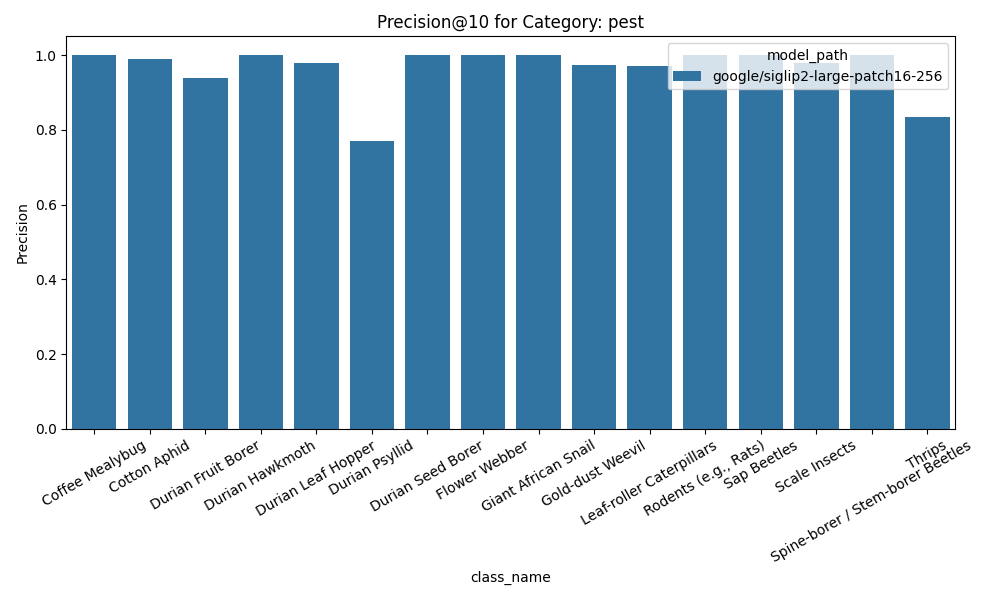 Precision@10 for Category: pest
model_path
google/siglip2-large-patch16-256
Precision
1.0
0.8
0.6
0.4
0.2
0.0
Coffee Mealybug
Cotton Aphid
Durian Fruit Borer
Durian Hawkmoth
Durian Leaf Hopper
Durian Psyllid
Durian Seed Borer
Flower Webber
Giant African Snail
Gold-dust Weevil
Leaf-roller Caterpillars
Rodents (e.g., Rats)
Sap Beetles
Scale Insects
Spine-borer / Stem-borer Beetles
Thrips
class_name